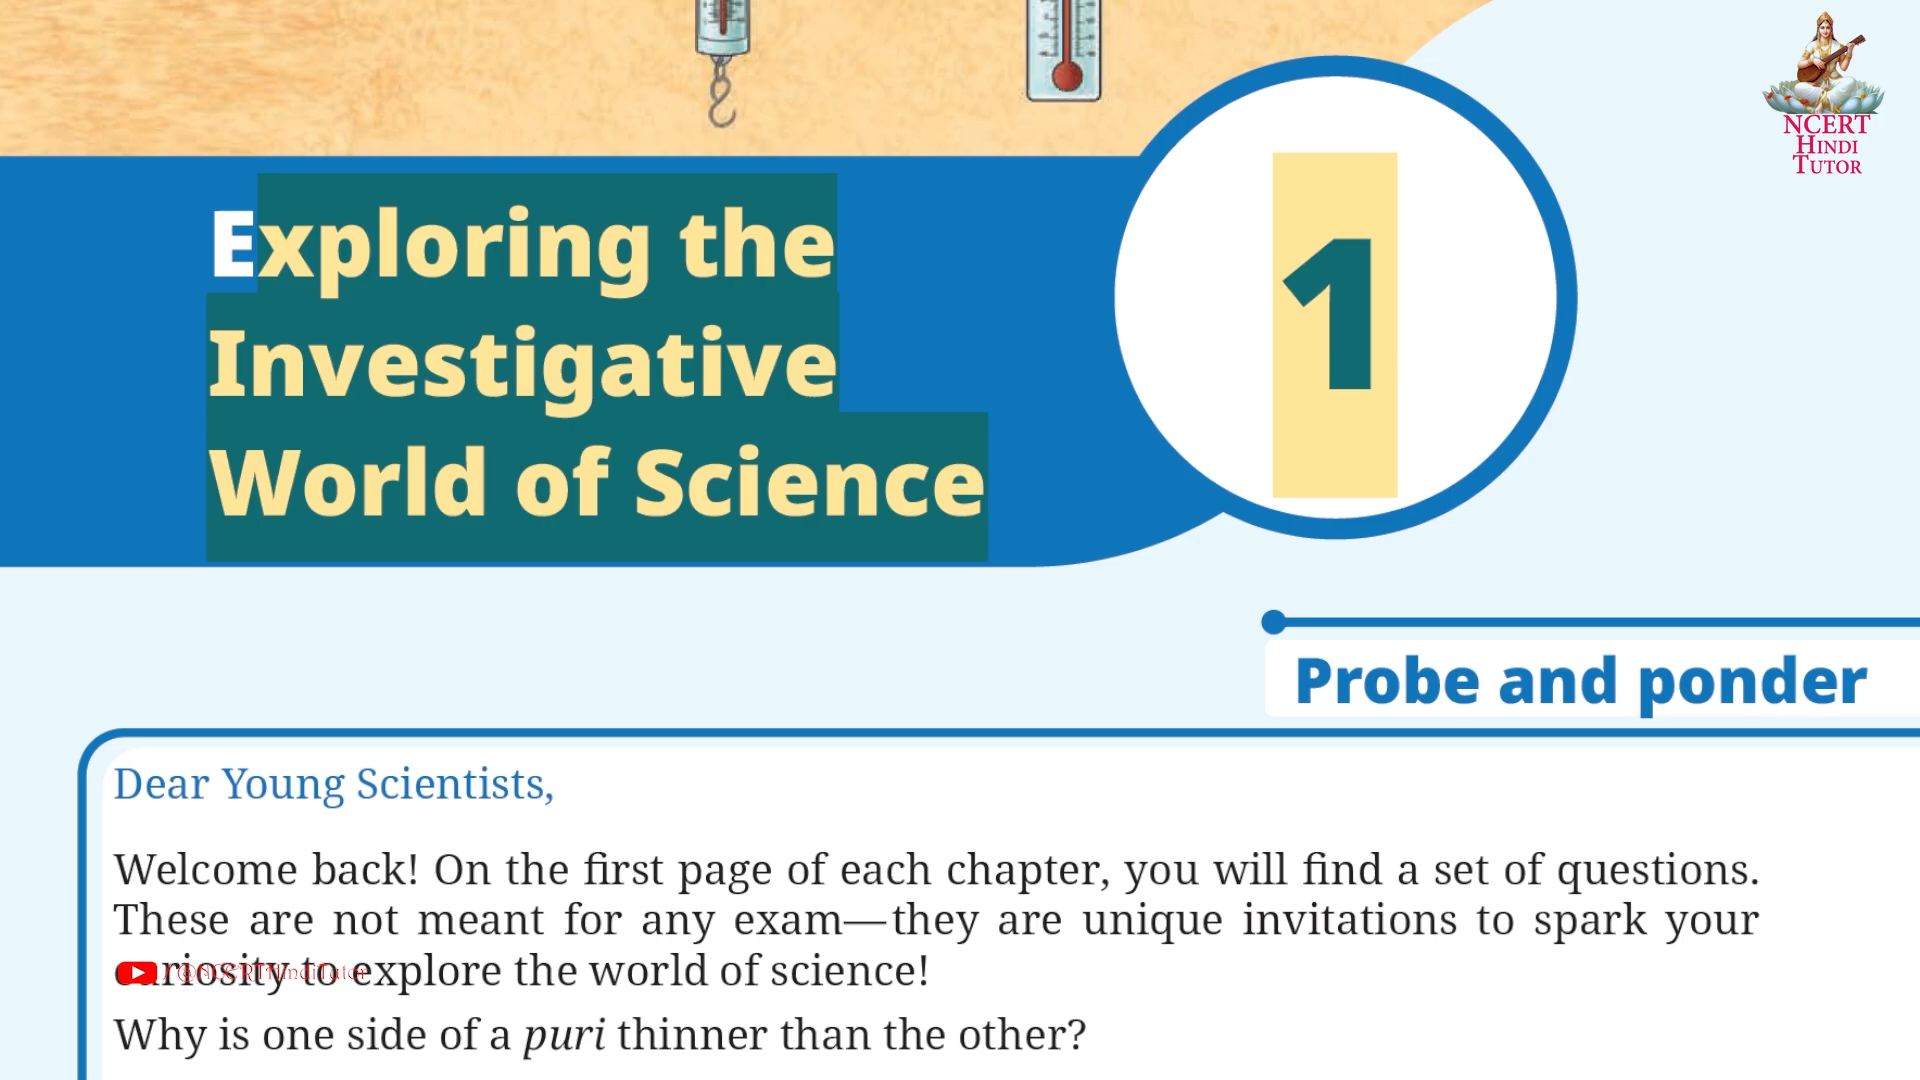 NCERT
HINDI
TUTOR
Exploring the
Investigative
World of Science
1
Probe and ponder
Dear Young Scientists,
Welcome back! On the first page of each chapter, you will find a set of questions.
These are not meant for any exam—they are unique invitations to spark your
curiosity to explore the world of science!
/ @NCERTHindiTutor
Why is one side of a puri thinner than the other?